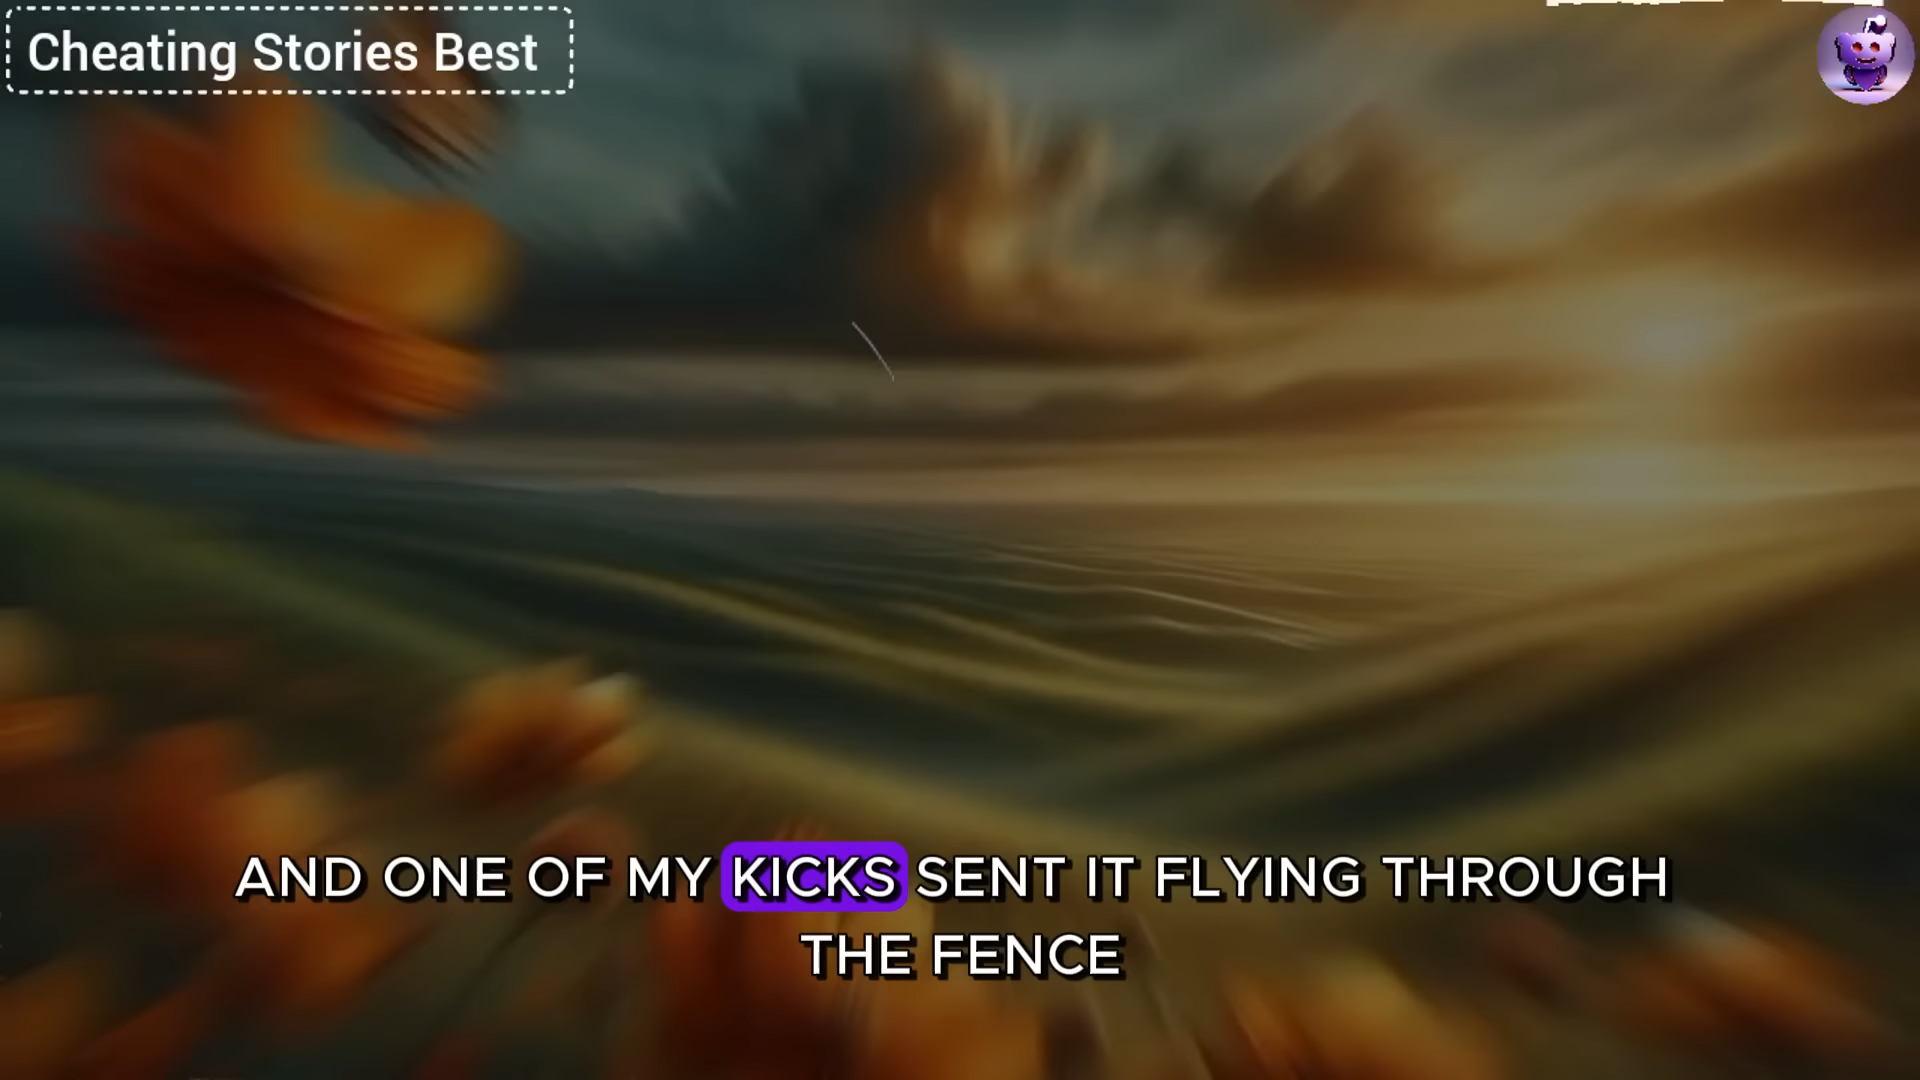 Cheating Stories Best
AND ONE OF MY KICKS SENT IT FLYING THROUGH
THE FENCE